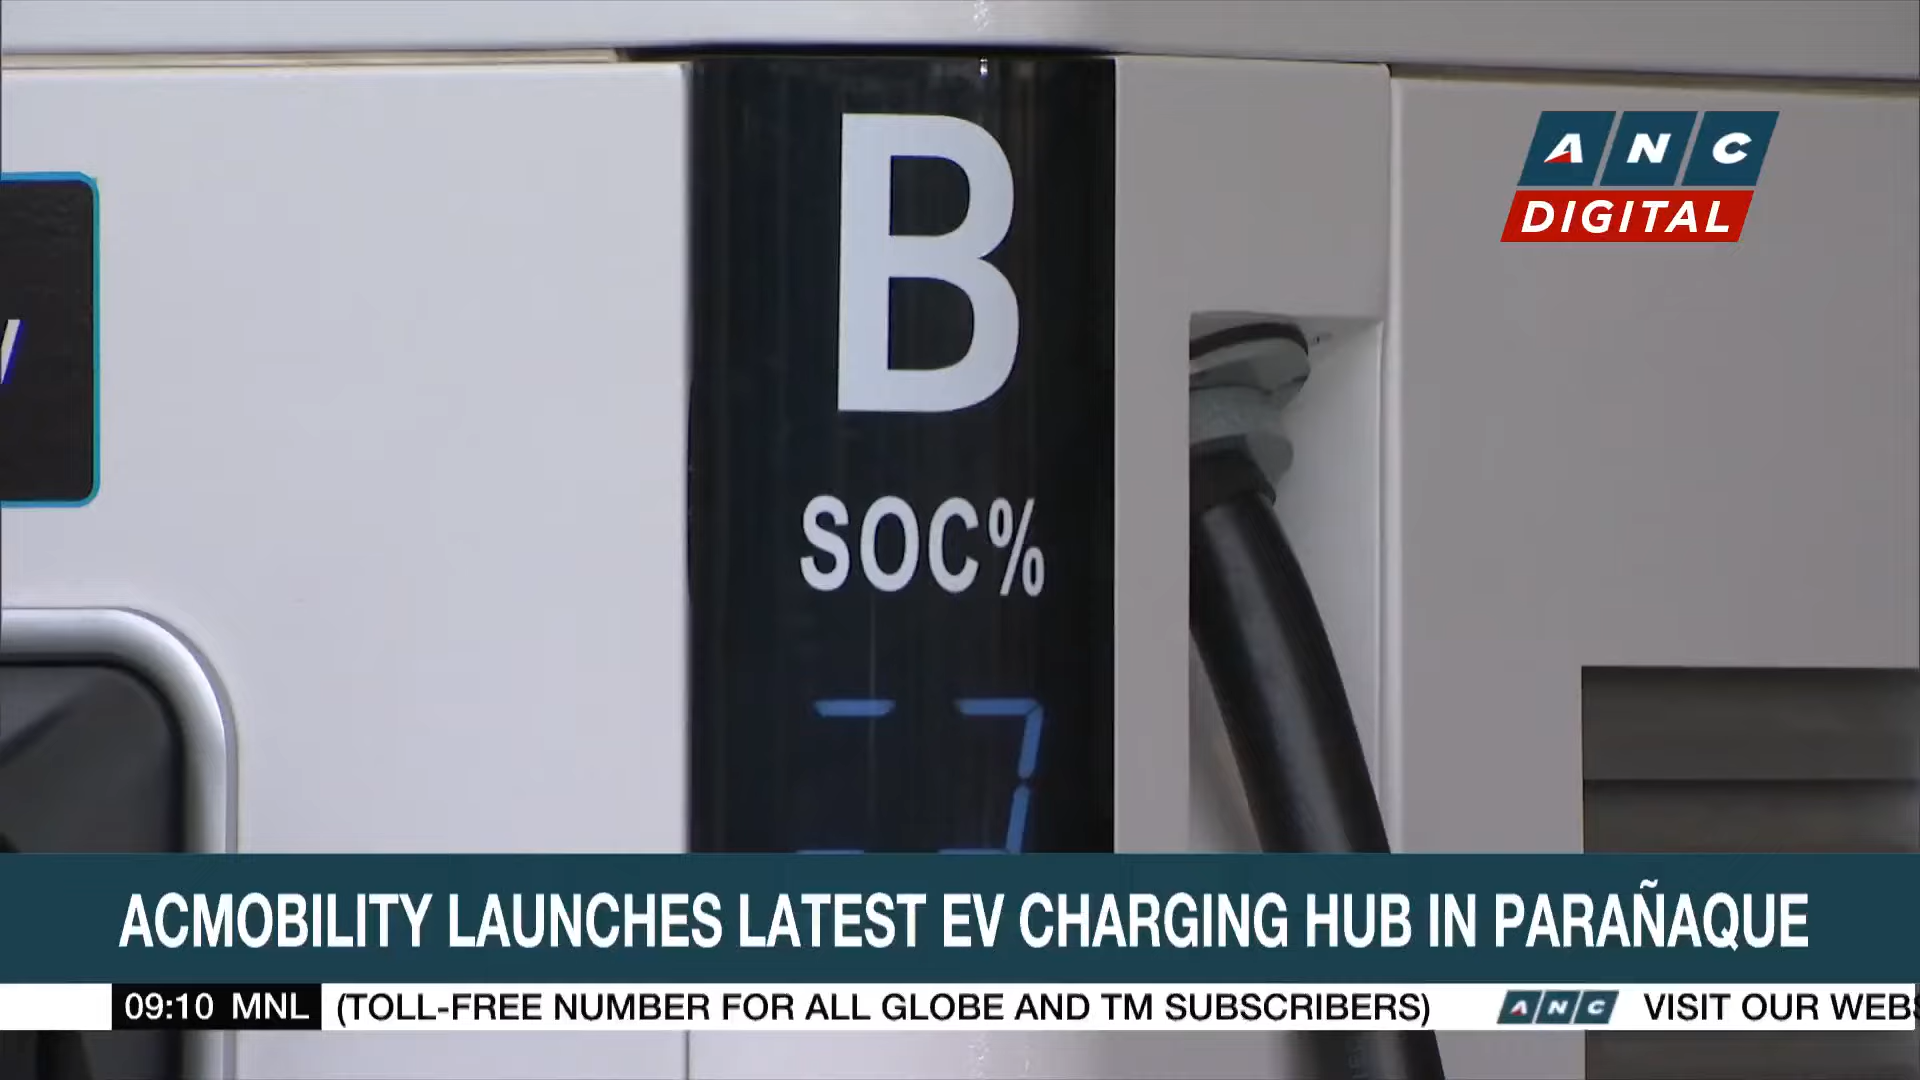 B
SOC%
ANC
DIGITAL
ACMOBILITY LAUNCHES LATEST EV CHARGING HUB IN PARAÑAQUE
09:10 MNL (TOLL-FREE NUMBER FOR ALL GLOBE AND TM SUBSCRIBERS) ANC VISIT OUR WEBS